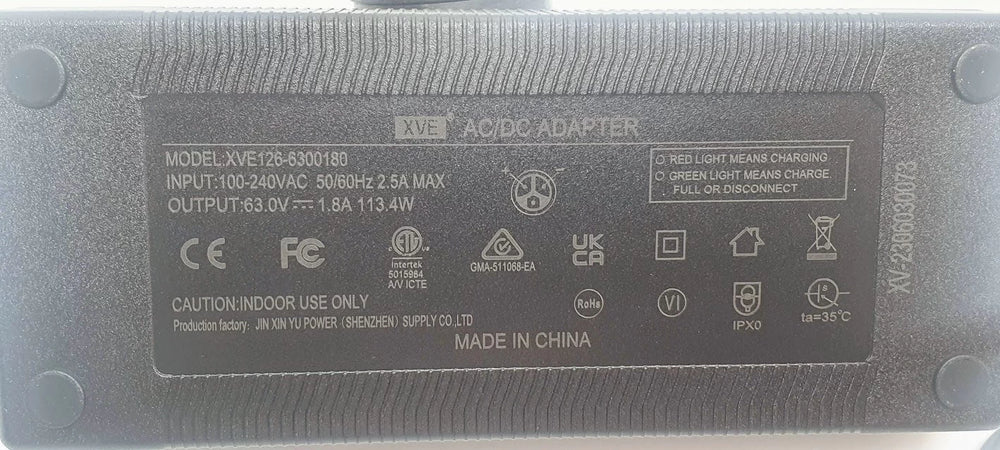 XVE® AC/DC ADAPTER
MODEL:XVE126-6300180
INPUT:100-240VAC 50/60Hz 2.5A MAX
OUTPUT:63.0V⎓1.8A 113.4W
RED LIGHT MEANS CHARGING
GREEN LIGHT MEANS CHARGE.
FULL OR DISCONNECT
CE
FC
ETL
Intertek
5015984
A/V ICTE
GMA-511068-EA
UK
CA
CAUTION:INDOOR USE ONLY
Production factory: JIN XIN YU POWER (SHENZHEN) SUPPLY CO.,LTD
RoHs
VI
IPX0
ta=35℃
MADE IN CHINA
XV-2306030073